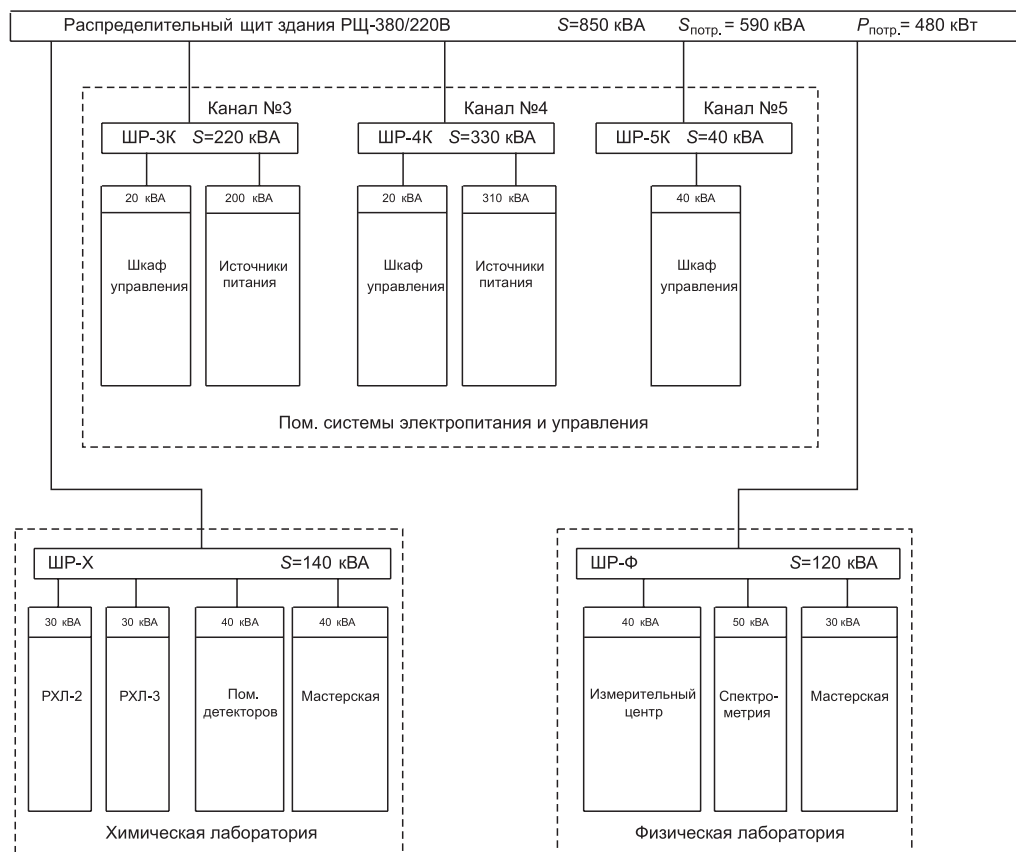 Распределительный щит здания РЩ-380/220В S=850 кВА Sпотр.= 590 кВА Pпотр.= 480 кВт
Канал №3 Канал №4 Канал №5
ШР-3К S=220 кВА ШР-4К S=330 кВА ШР-5К S=40 кВА
20 кВА 200 кВА 20 кВА 310 кВА 40 кВА
Шкаф Источники Шкаф Источники Шкаф
управления питания управления питания управления
Пом. системы электропитания и управления
ШР-Х S=140 кВА ШР-Ф S=120 кВА
30 кВА 30 кВА 40 кВА 40 кВА 40 кВА 50 кВА 30 кВА
РХЛ-2 РХЛ-3 Пом. Мастерская Измерительный Спектро- Мастерская
детекторов центр метрия
Химическая лаборатория Физическая лаборатория